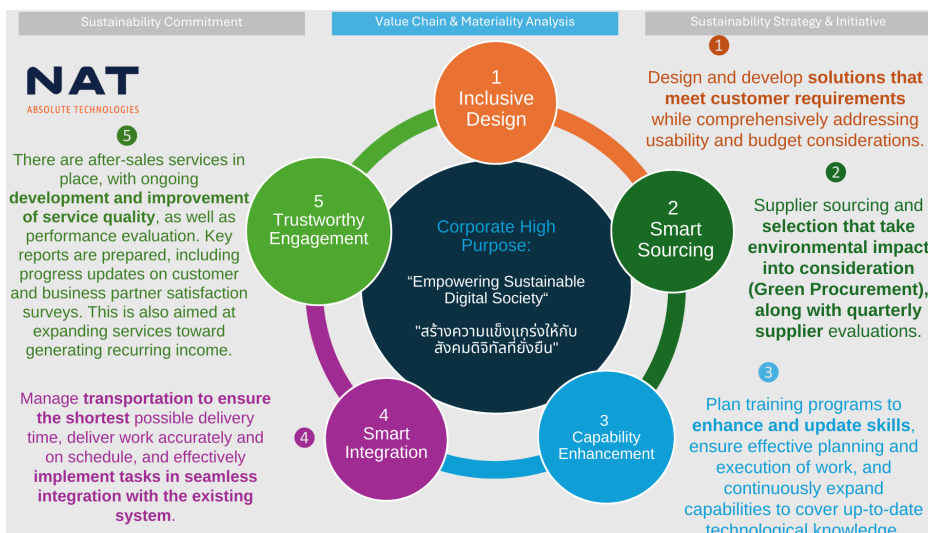 Sustainability Commitment
Value Chain & Materiality Analysis
Sustainability Strategy & Initiative
NAT
ABSOLUTE TECHNOLOGIES
5
There are after-sales services in
place, with ongoing
development and improvement
of service quality, as well as
performance evaluation. Key
reports are prepared, including
progress updates on customer
and business partner satisfaction
surveys. This is also aimed at
expanding services toward
generating recurring income.
Manage transportation to ensure
the shortest possible delivery
time, deliver work accurately and
on schedule, and effectively
implement tasks in seamless
integration with the existing
system.
4
1
Inclusive
Design
5
Trustworthy
Engagement
2
Smart
Sourcing
Corporate High
Purpose:
“Empowering Sustainable
Digital Society“
"สร้างความแข็งแกร่งให้กับ
สังคมดิจิทัลที่ยั่งยืน"
4
Smart
Integration
3
Capability
Enhancement
1
Design and develop solutions that
meet customer requirements
while comprehensively addressing
usability and budget considerations.
2
Supplier sourcing and
selection that take
environmental impact
into consideration
(Green Procurement),
along with quarterly
supplier evaluations.
3
Plan training programs to
enhance and update skills,
ensure effective planning and
execution of work, and
continuously expand
capabilities to cover up-to-date
technological knowledge.